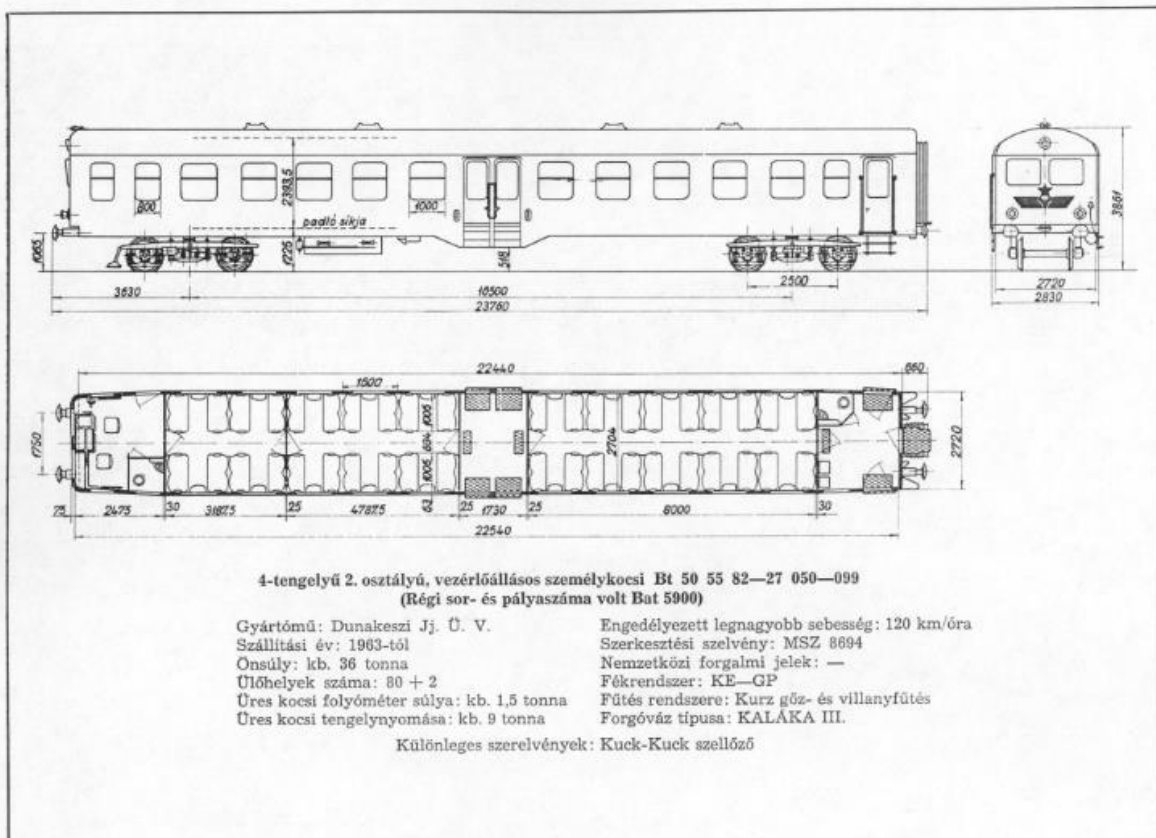 2393,5
800
1000
padló síkja
1065
1225
518
3861
3630
16500
2500
23760
2720
2830
22440
660
1500
1750
1005
694
1005
2704
2720
63
75
2475
30
3187,5
25
4787,5
25
1730
25
8000
30
22540
4-tengelyű 2. osztályú, vezérlőállásos személykocsi Bt 50 55 82—27 050—099
(Régi sor- és pályaszáma volt Bat 5900)
Gyártómű: Dunakeszi Jj. Ü. V.
Szállítási év: 1963-tól
Önsúly: kb. 36 tonna
Ülőhelyek száma: 80 + 2
Üres kocsi folyóméter súlya: kb. 1,5 tonna
Üres kocsi tengelynyomása: kb. 9 tonna
Engedélyezett legnagyobb sebesség: 120 km/óra
Szerkesztési szelvény: MSZ 8694
Nemzetközi forgalmi jelek: —
Fékrendszer: KE—GP
Fűtés rendszere: Kurz gőz- és villanyfűtés
Forgóváz típusa: KALÁKA III.
Különleges szerelvények: Kuck-Kuck szellőző